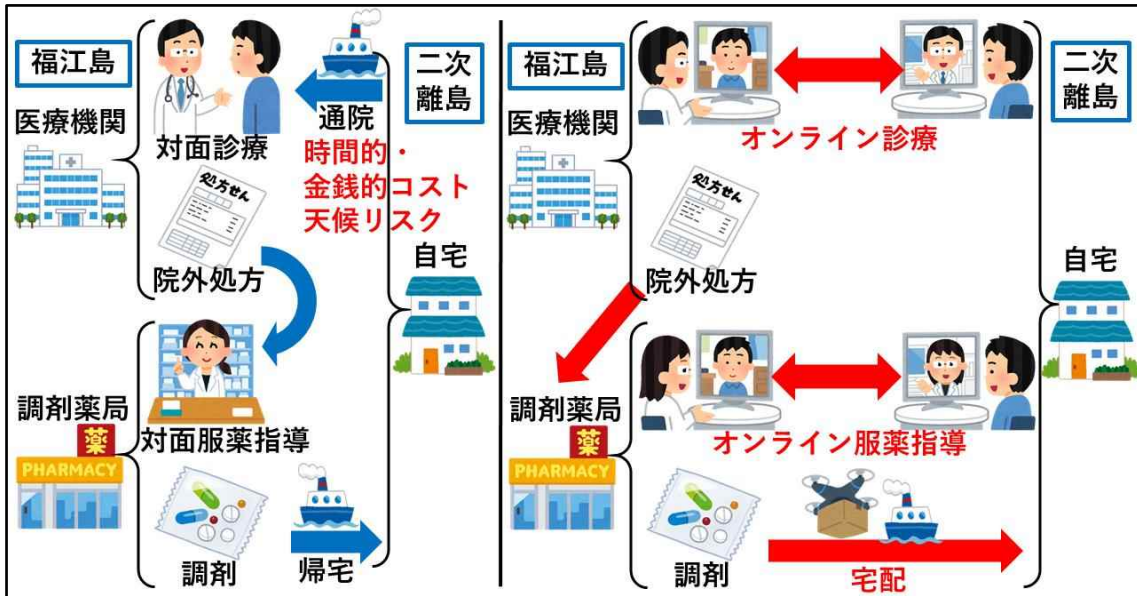 福江島
医療機関
対面診療
通院
時間的・
金銭的コスト
天候リスク
二次
離島
処方せん
院外処方
自宅
調剤薬局
薬
PHARMACY
対面服薬指導
調剤
帰宅
福江島
医療機関
オンライン診療
二次
離島
処方せん
院外処方
自宅
調剤薬局
薬
PHARMACY
オンライン服薬指導
調剤
宅配